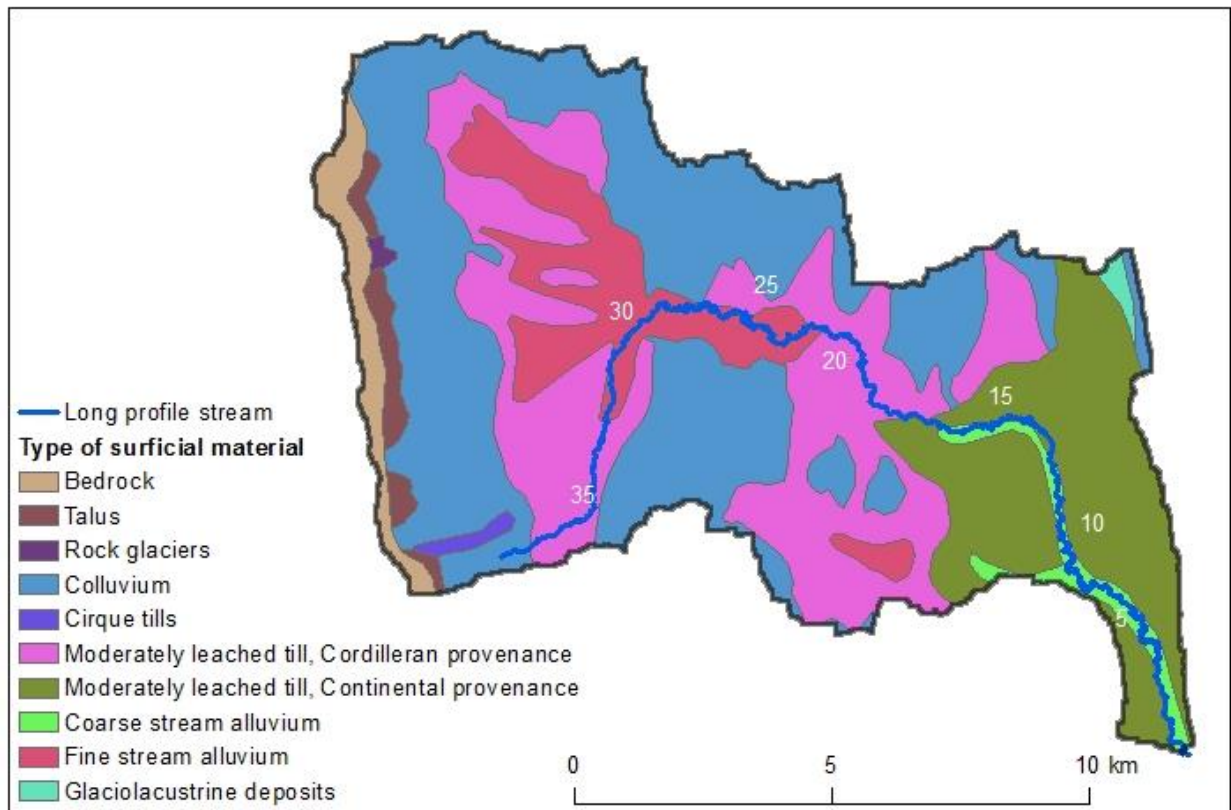 25
30
20
15
35
10
5
Long profile stream
Type of surficial material
Bedrock
Talus
Rock glaciers
Colluvium
Cirque tills
Moderately leached till, Cordilleran provenance
Moderately leached till, Continental provenance
Coarse stream alluvium
Fine stream alluvium
Glaciolacustrine deposits
0 5 10 km